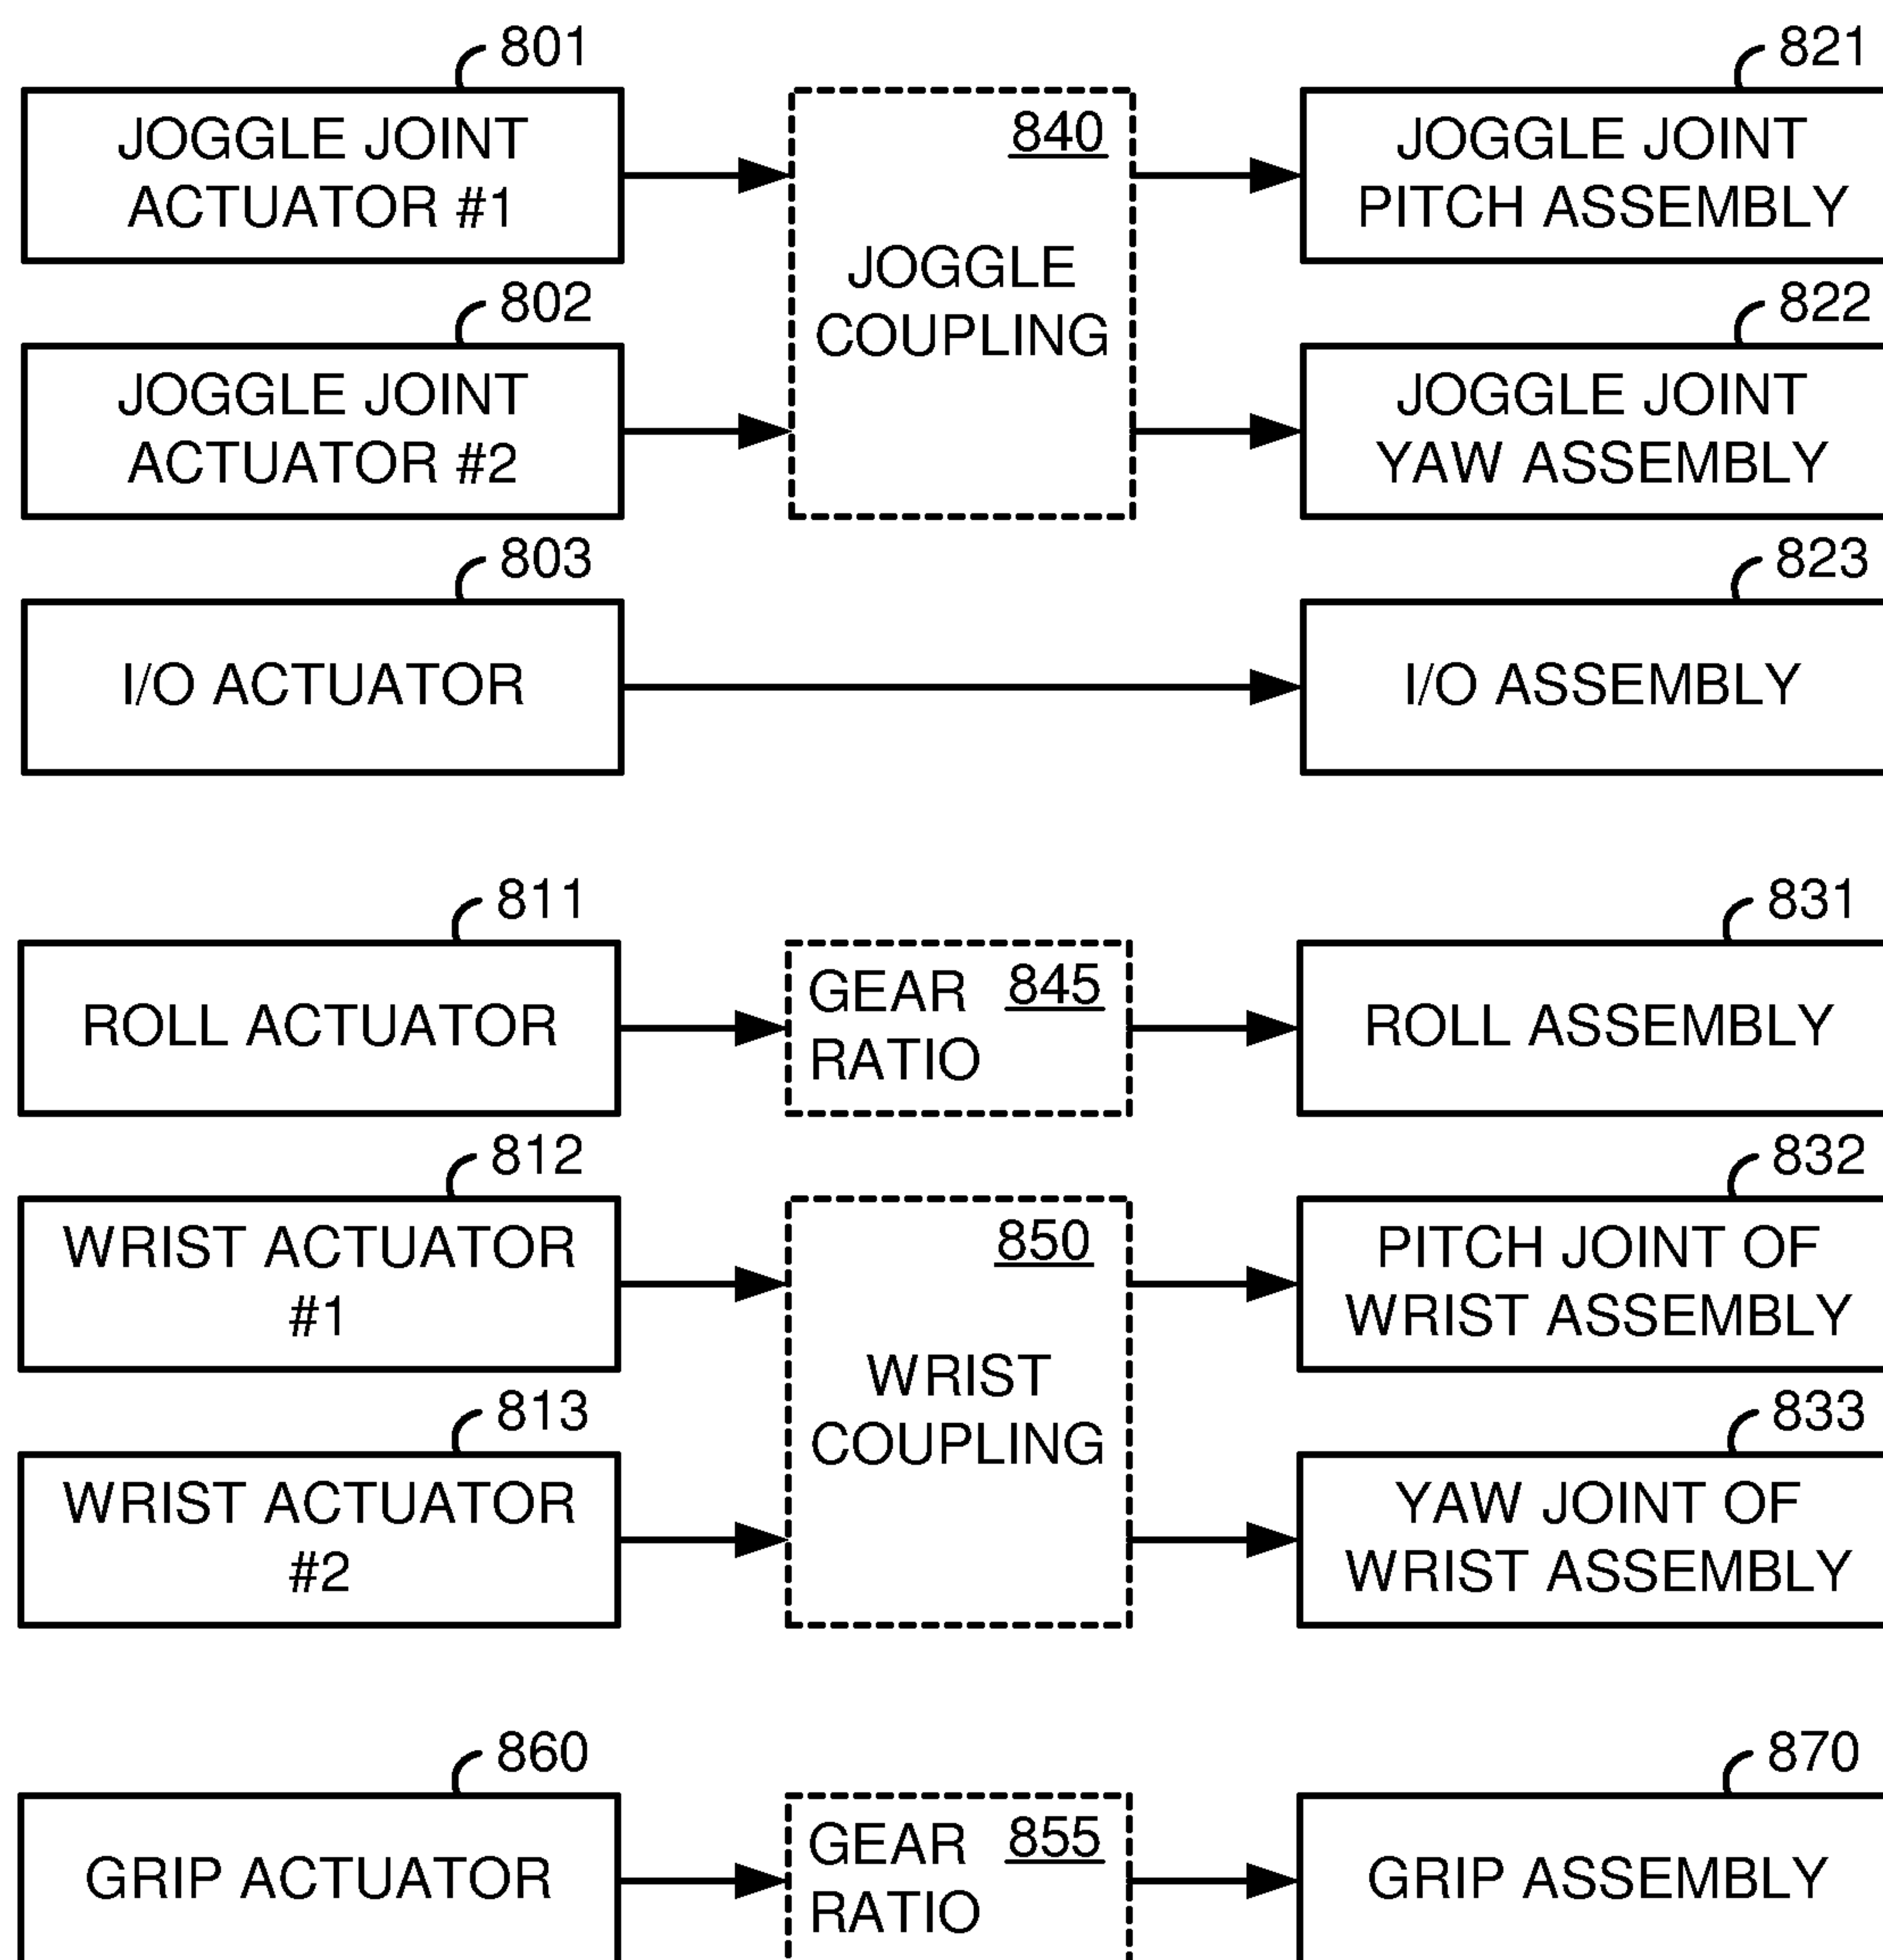 801
821
JOGGLE JOINT
ACTUATOR #1
840
JOGGLE JOINT
PITCH ASSEMBLY
JOGGLE
COUPLING
802
822
JOGGLE JOINT
ACTUATOR #2
JOGGLE JOINT
YAW ASSEMBLY
803
823
I/O ACTUATOR
I/O ASSEMBLY
811
831
ROLL ACTUATOR
GEAR 845
RATIO
ROLL ASSEMBLY
812
832
WRIST ACTUATOR
#1
850
PITCH JOINT OF
WRIST ASSEMBLY
WRIST
COUPLING
813
833
WRIST ACTUATOR
#2
YAW JOINT OF
WRIST ASSEMBLY
860
870
GRIP ACTUATOR
GEAR 855
RATIO
GRIP ASSEMBLY